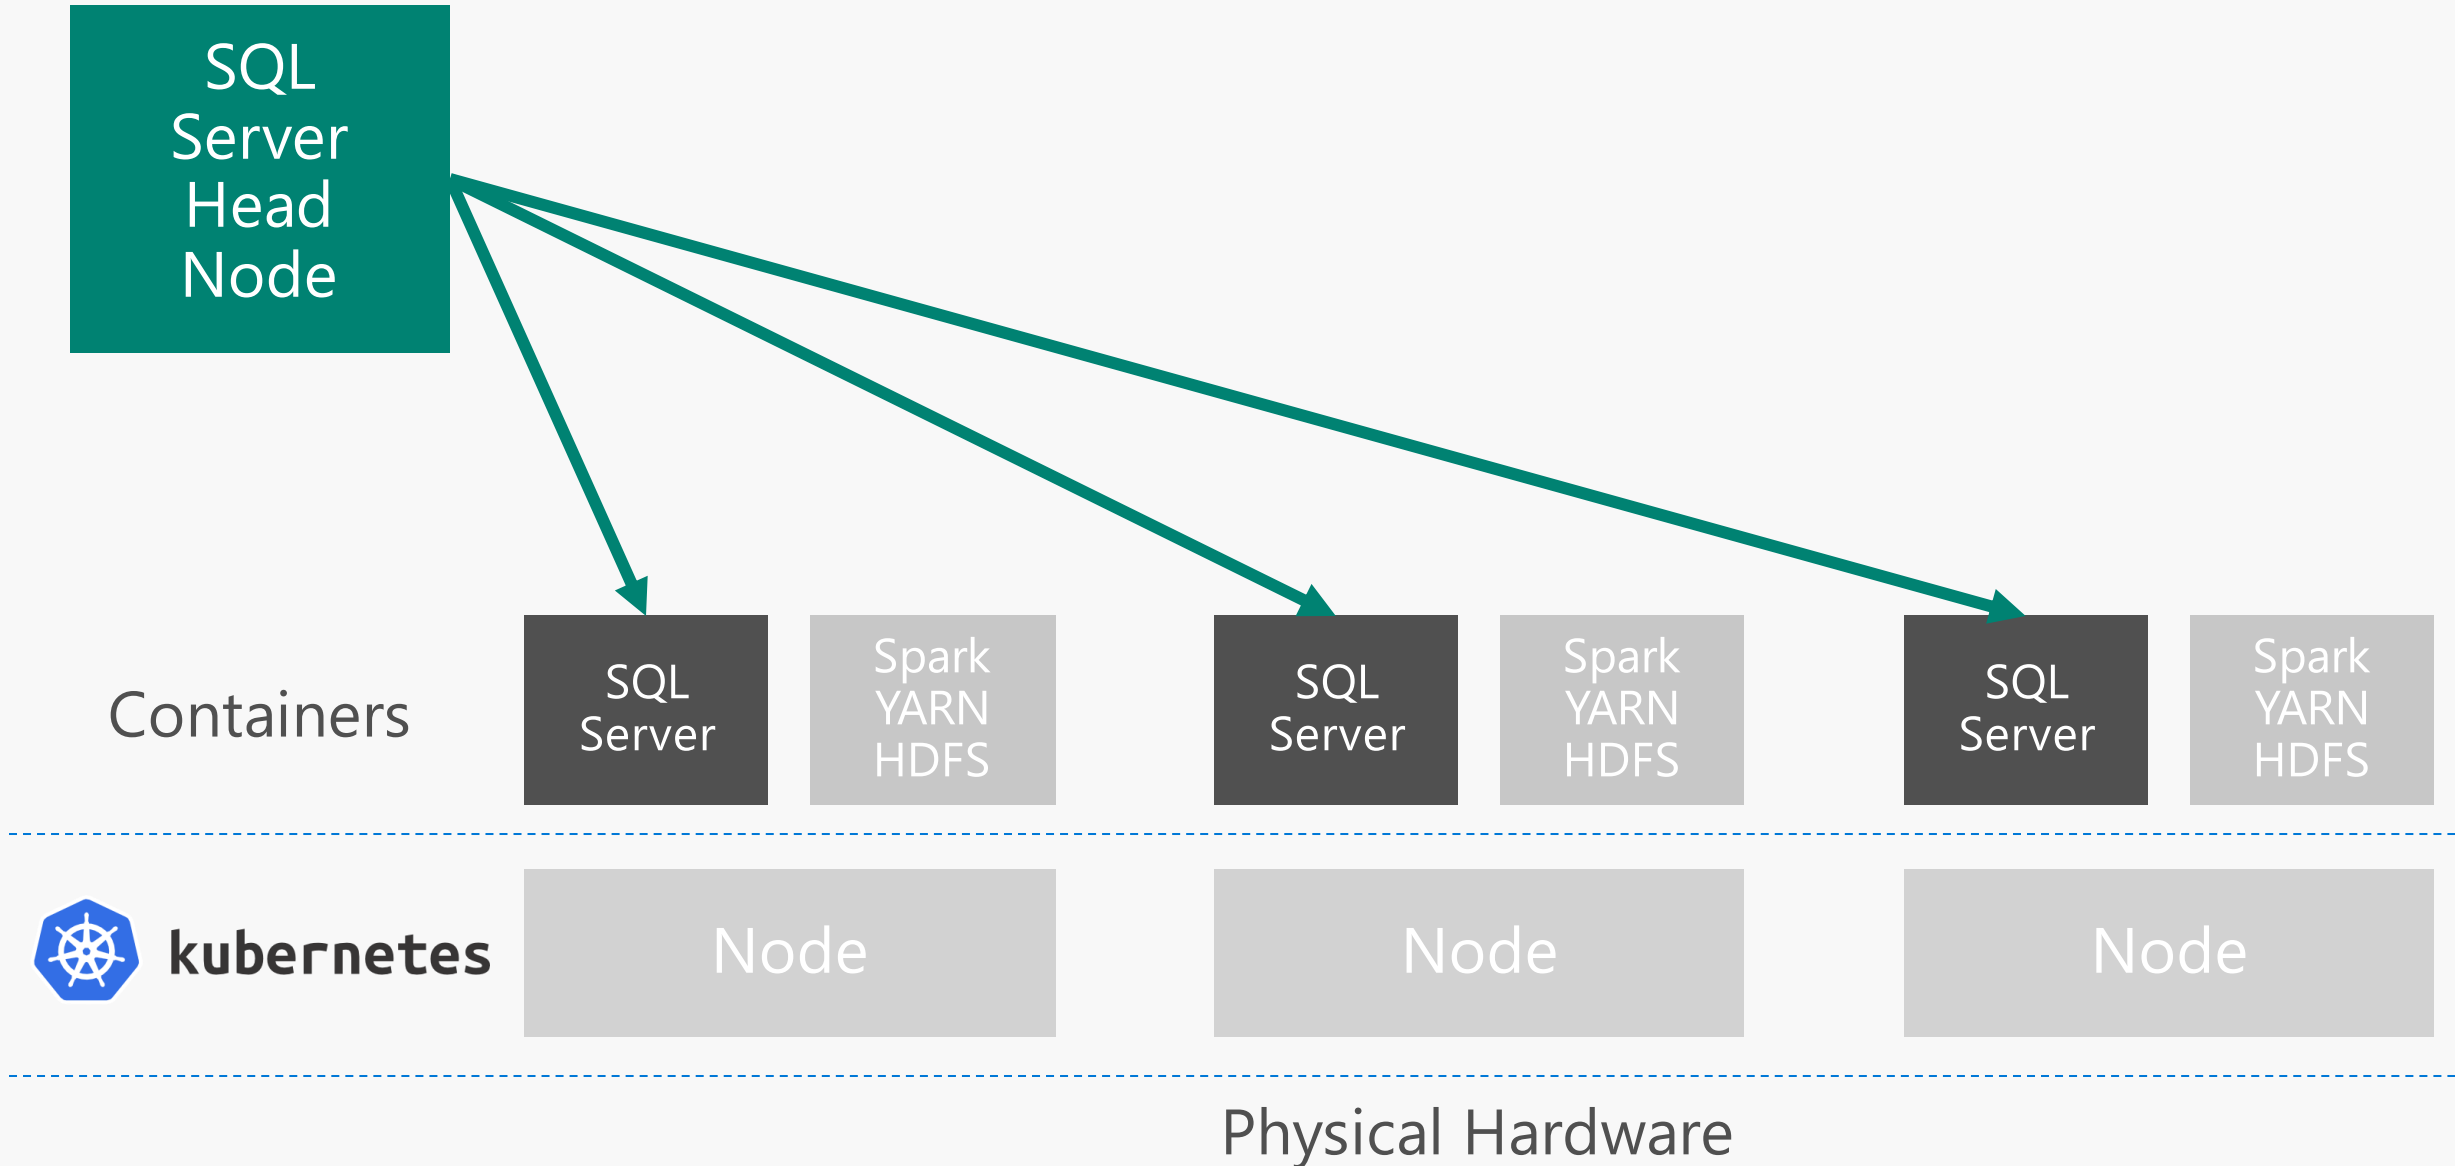 SQL
Server
Head
Node
Containers
SQL
Server
Spark
YARN
HDFS
SQL
Server
Spark
YARN
HDFS
SQL
Server
Spark
YARN
HDFS
kubernetes
Node
Node
Node
Physical Hardware